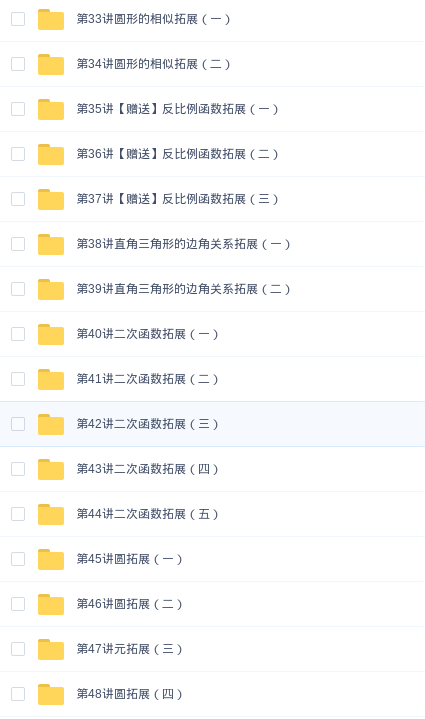 第33讲圆形的相似拓展（一）
第34讲圆形的相似拓展（二）
第35讲【赠送】反比例函数拓展（一）
第36讲【赠送】反比例函数拓展（二）
第37讲【赠送】反比例函数拓展（三）
第38讲直角三角形的边角关系拓展（一）
第39讲直角三角形的边角关系拓展（二）
第40讲二次函数拓展（一）
第41讲二次函数拓展（二）
第42讲二次函数拓展（三）
第43讲二次函数拓展（四）
第44讲二次函数拓展（五）
第45讲圆拓展（一）
第46讲圆拓展（二）
第47讲元拓展（三）
第48讲圆拓展（四）